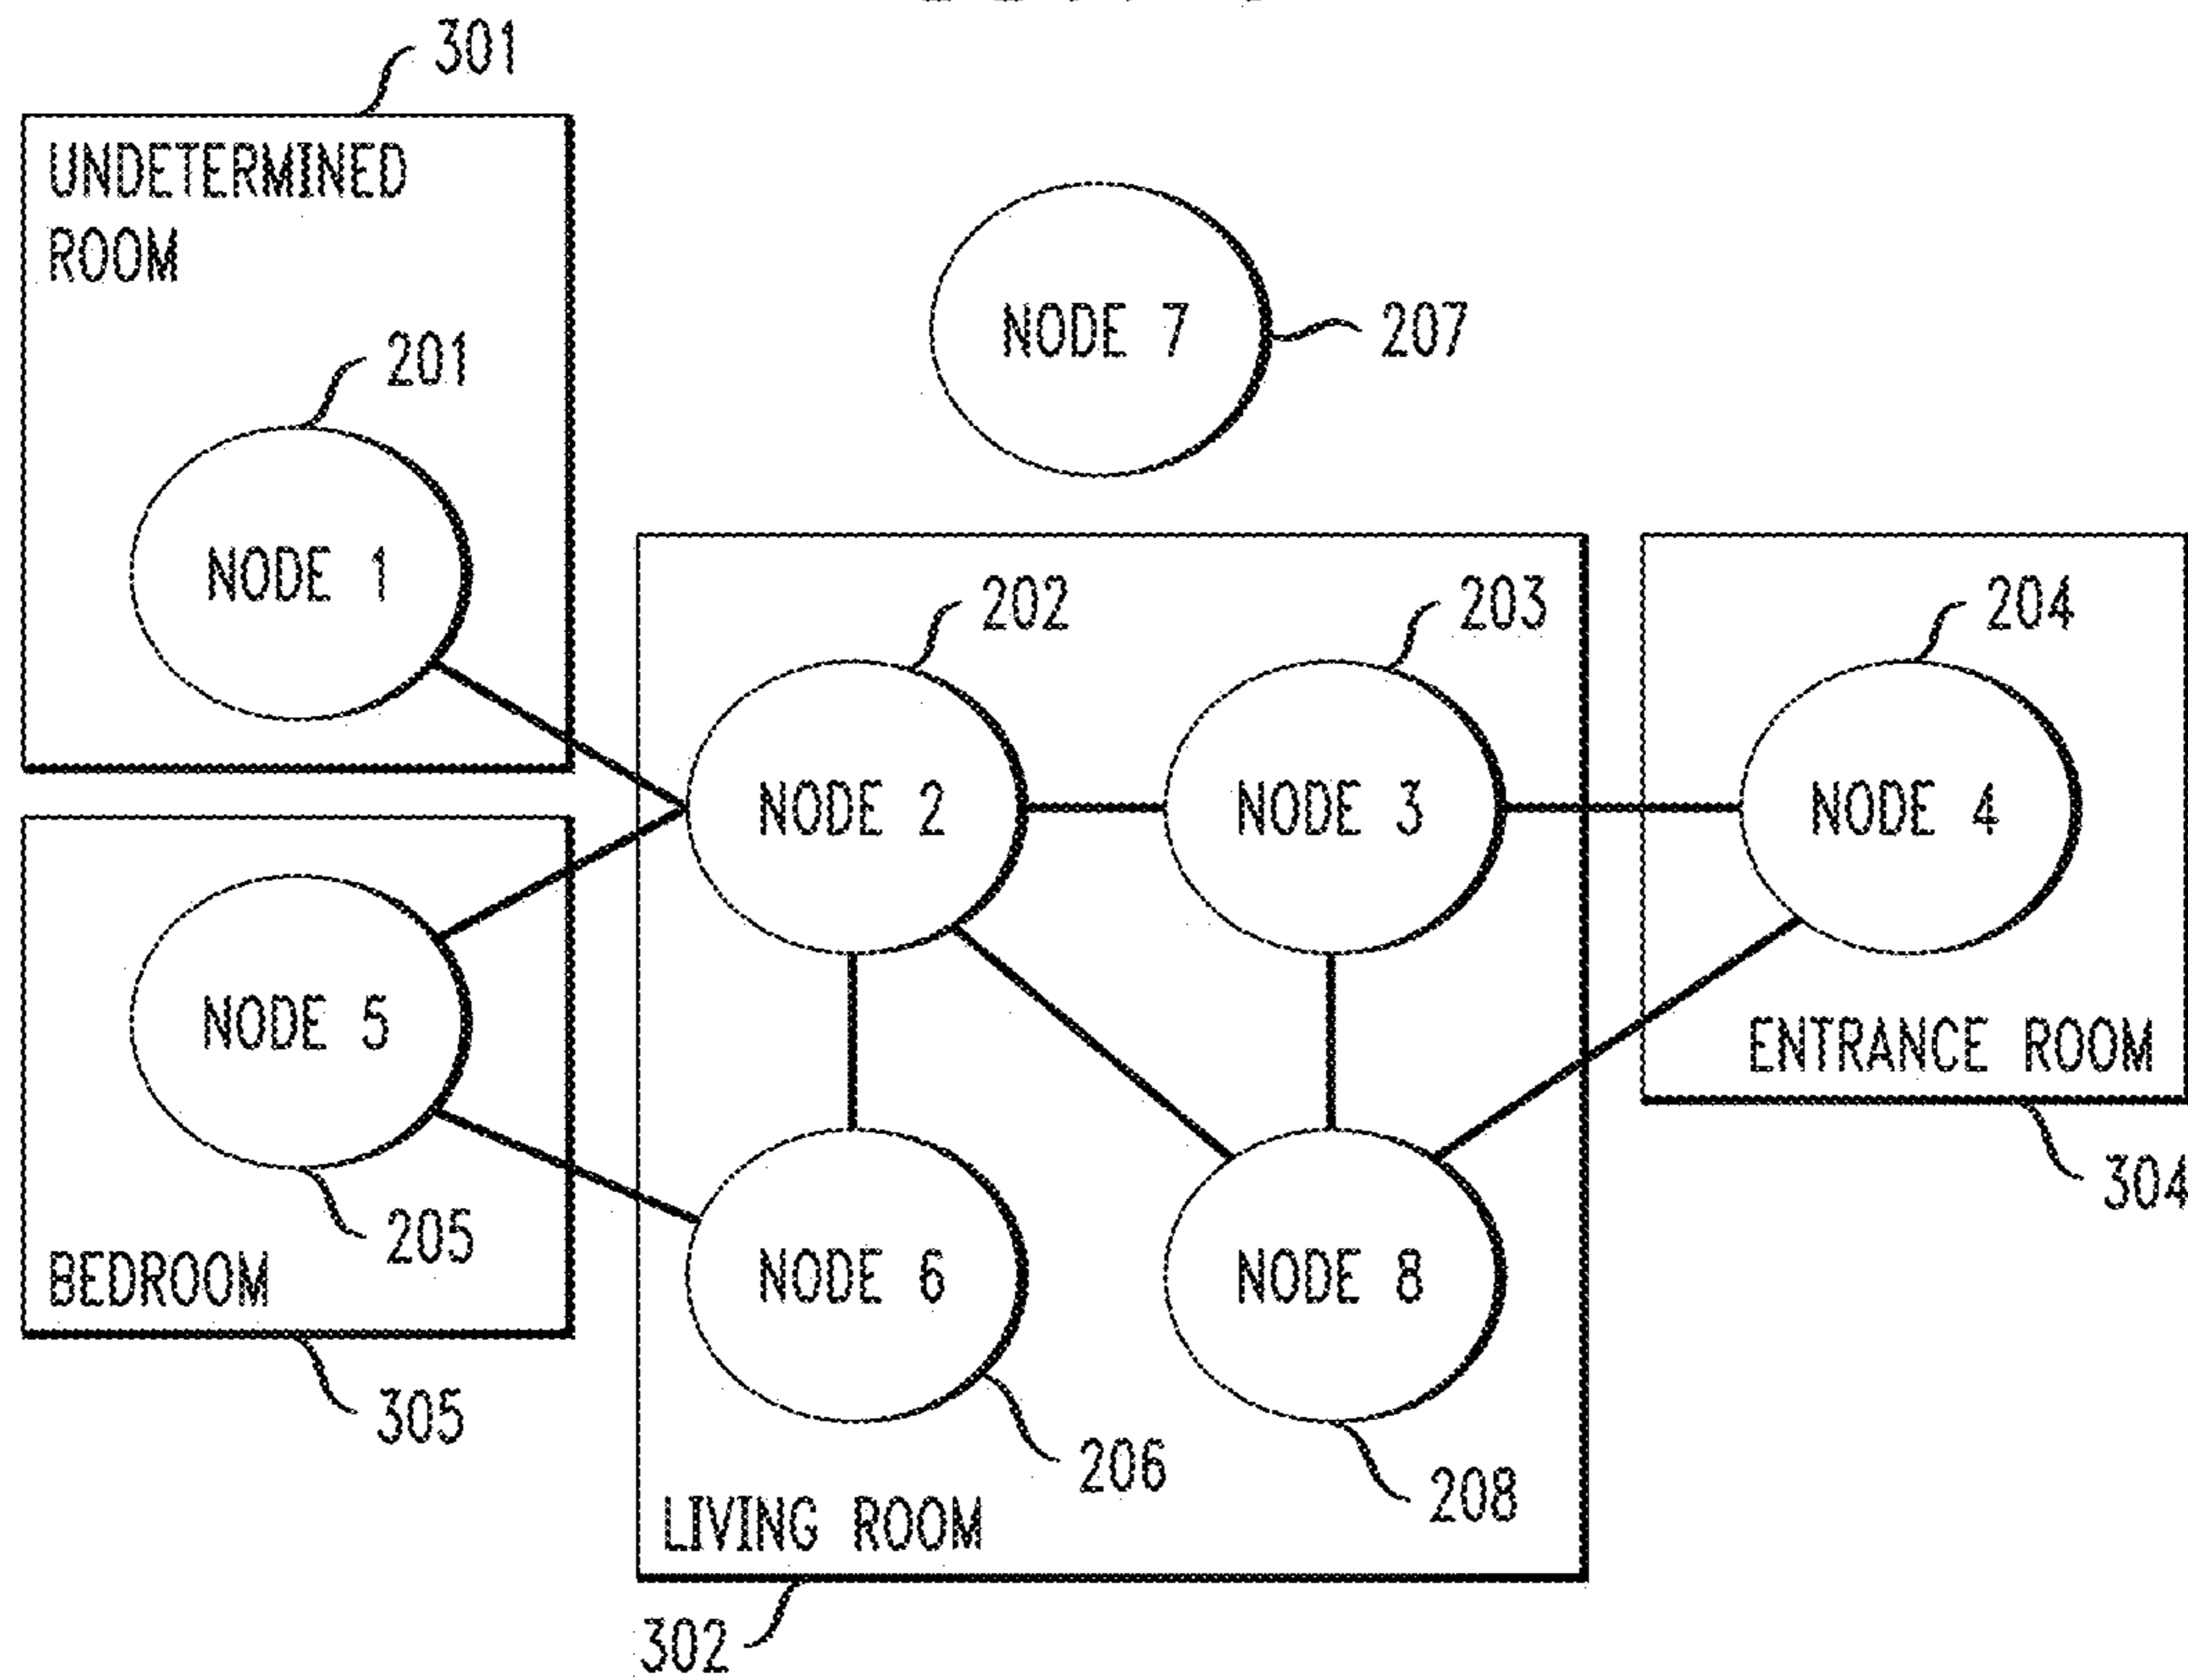 301
UNDETERMINED
ROOM
201
NODE 1
NODE 7
207
202
203
204
NODE 2
NODE 3
NODE 4
NODE 5
205
BEDROOM
305
ENTRANCE ROOM
304
NODE 6
NODE 8
206
208
LIVING ROOM
302